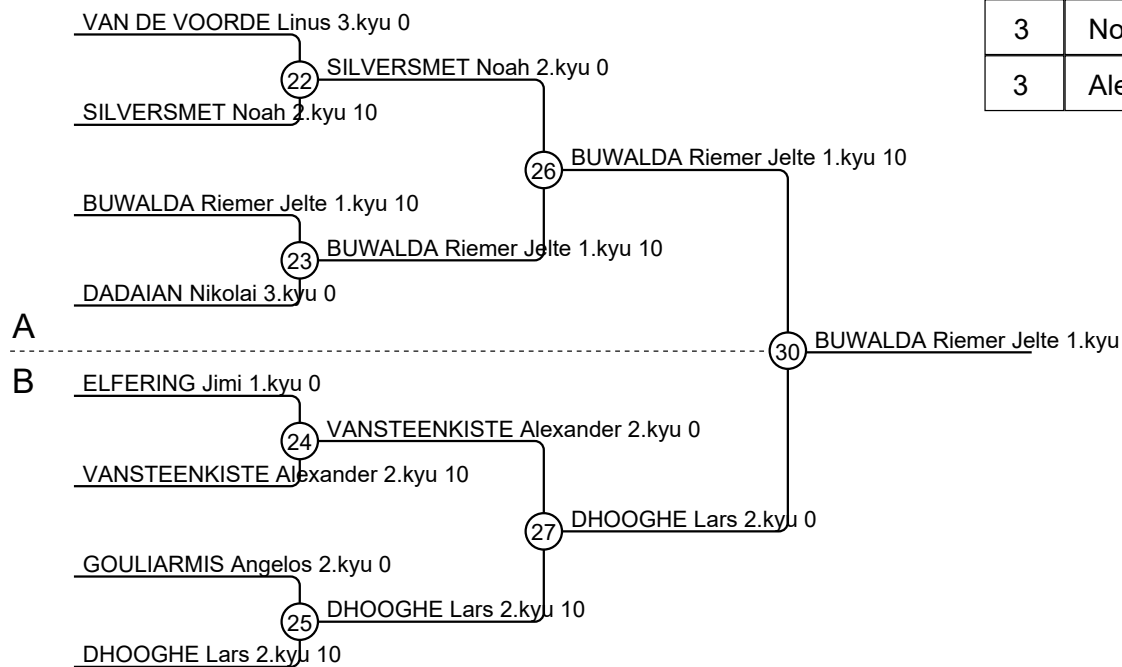 VAN DE VOORDE Linus 3.kyu 0
22
SILVERSMET Noah 2.kyu 0
SILVERSMET Noah 2.kyu 10
3
3
26
BUWALDA Riemer Jelte 1.kyu 10
BUWALDA Riemer Jelte 1.kyu 10
23
BUWALDA Riemer Jelte 1.kyu 10
DADAIAN Nikolai 3.kyu 0
A
30
BUWALDA Riemer Jelte 1.kyu
B
ELFERING Jimi 1.kyu 0
24
VANSTEENKISTE Alexander 2.kyu 0
VANSTEENKISTE Alexander 2.kyu 10
27
DHOOGHE Lars 2.kyu 0
GOULIARMIS Angelos 2.kyu 0
25
DHOOGHE Lars 2.kyu 10
DHOOGHE Lars 2.kyu 10